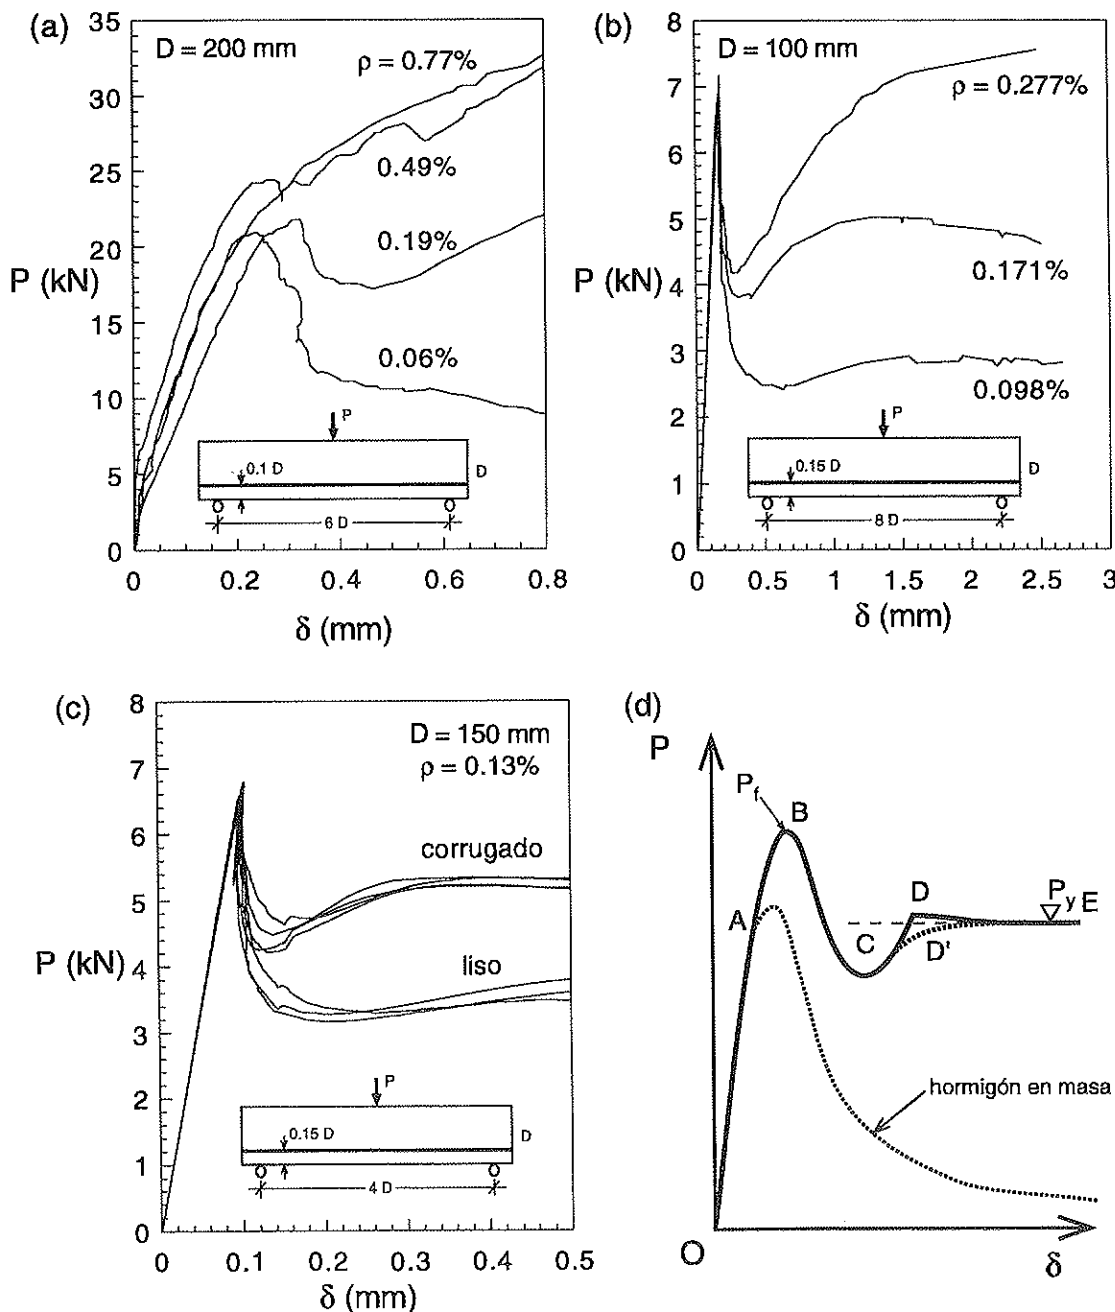 (a)
D = 200 mm
ρ = 0.77%
0.49%
0.19%
0.06%
P (kN)
35
30
25
20
15
10
5
0
0
0.2
0.4
0.6
0.8
δ (mm)
P
0.1 D
D
6 D
(b)
D = 100 mm
ρ = 0.277%
0.171%
0.098%
P (kN)
8
7
6
5
4
3
2
1
0
0
0.5
1
1.5
2
2.5
3
δ (mm)
P
0.15 D
D
8 D
(c)
D = 150 mm
ρ = 0.13%
corrugado
liso
P (kN)
8
7
6
5
4
3
2
1
0
0
0.1
0.2
0.3
0.4
0.5
δ (mm)
P
0.15 D
D
4 D
(d)
P
Pf
B
A
C
D
D'
Py E
hormigón en masa
O
δ